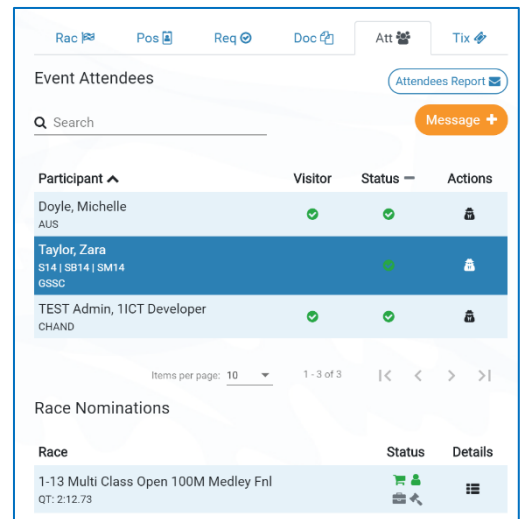 Rac Pos Req Doc Att Tix
Event Attendees
Attendees Report
Search
Message +
Participant Visitor Status Actions
Doyle, Michelle
AUS
Taylor, Zara
S14 | SB14 | SM14
GSSC
TEST Admin, 1ICT Developer
CHAND
Items per page: 10 1 - 3 of 3
Race Nominations
Race Status Details
1-13 Multi Class Open 100M Medley Fnl
QT: 2:12.73